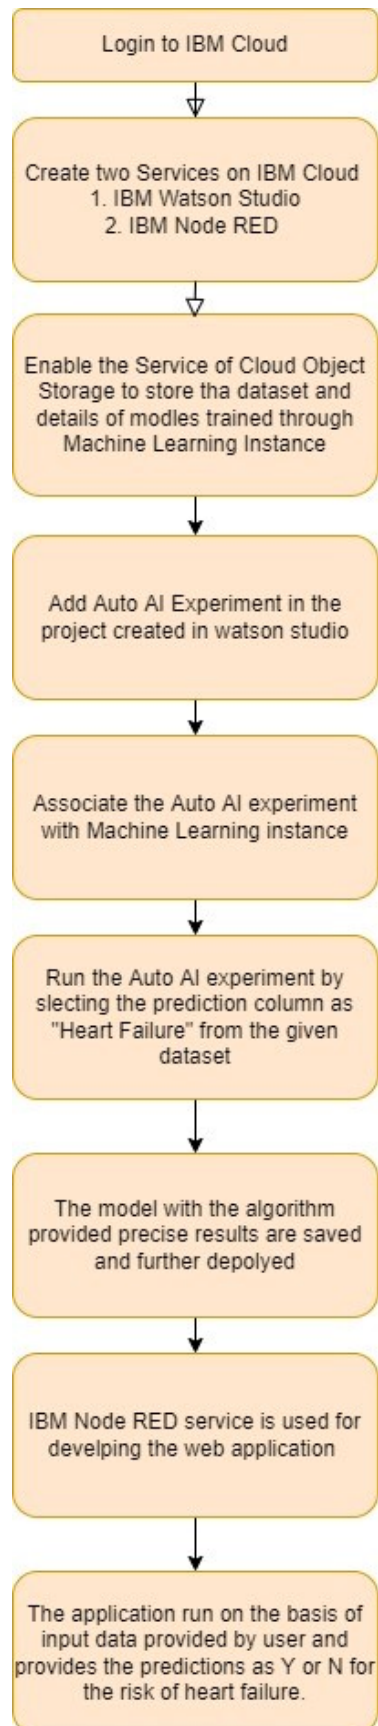 Login to IBM Cloud
Create two Services on IBM Cloud
1. IBM Watson Studio
2. IBM Node RED
Enable the Service of Cloud Object
Storage to store tha dataset and
details of modles trained through
Machine Learning Instance
Add Auto AI Experiment in the
project created in watson studio
Associate the Auto AI experiment
with Machine Learning instance
Run the Auto AI experiment by
slecting the prediction column as
"Heart Failure" from the given
dataset
The model with the algorithm
provided precise results are saved
and further depolyed
IBM Node RED service is used for
develping the web application
The application run on the basis of
input data provided by user and
provides the predictions as Y or N for
the risk of heart failure.